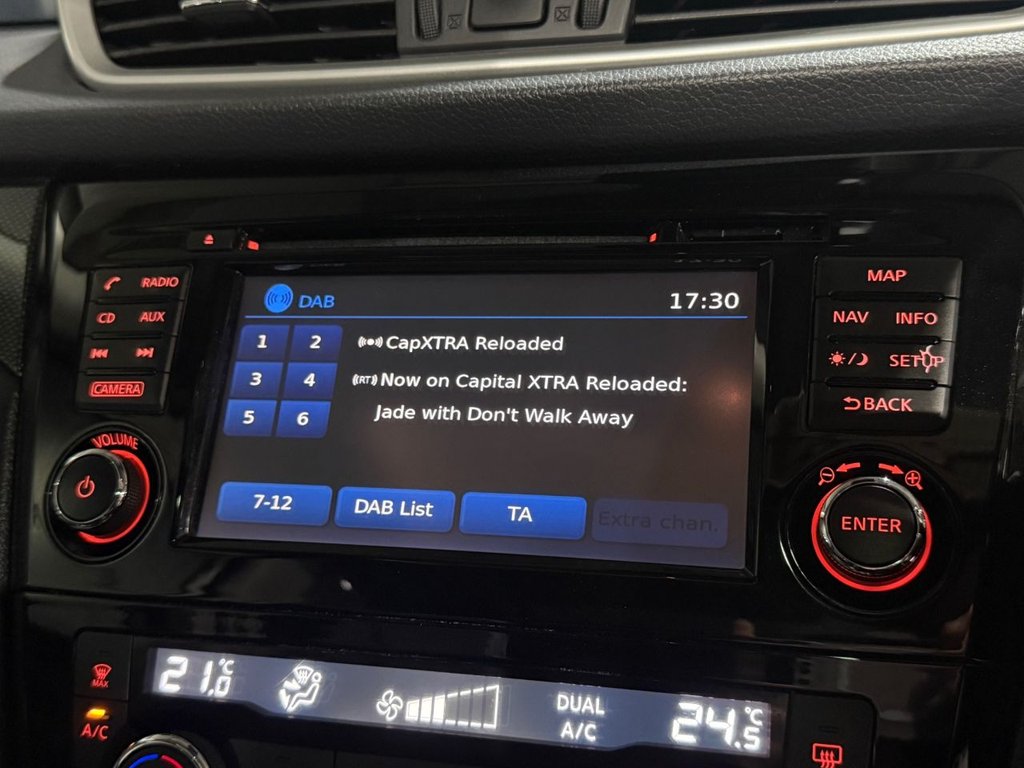 RADIO
CD AUX
CAMERA
VOLUME
DAB 17:30
1 2
3 4
5 6
CapXTRA Reloaded
(RT) Now on Capital XTRA Reloaded:
Jade with Don't Walk Away
7-12 DAB List TA Extra chan.
MAP
NAV INFO
SETUP
BACK
ENTER
MAX
A/C
21.0°C
DUAL
A/C
24.5°C